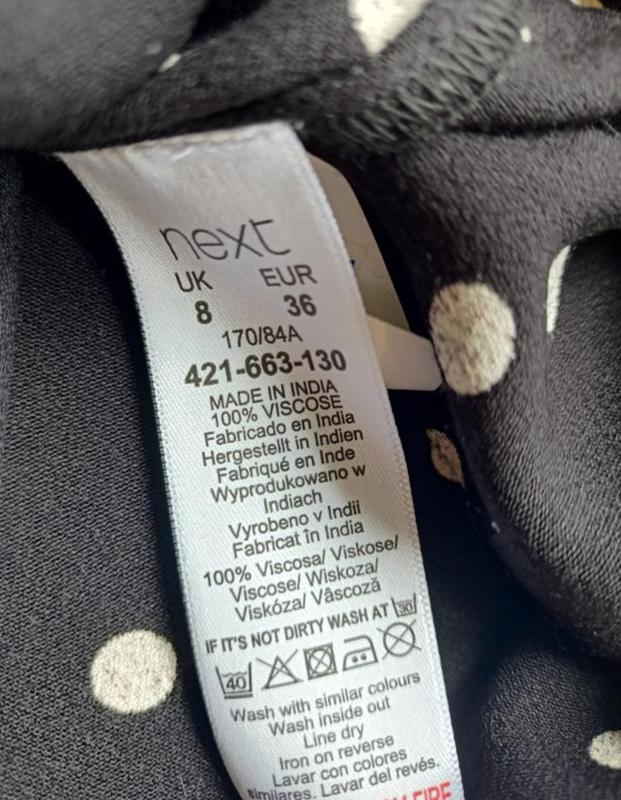 next
UK EUR
8 36
170/84A
421-663-130
MADE IN INDIA
100% VISCOSE
Fabricado en India
Hergestellt in Indien
Fabriqué en Inde
Wyprodukowano w
Indiach
Vyrobeno v Indii
Fabricat în India
100% Viscosa/ Viskose/
Viscose/ Wiskoza/
Viskóza/ Vâscoză
IF IT'S NOT DIRTY WASH AT 30
40
Wash with similar colours
Wash inside out
Line dry
Iron on reverse
Lavar con colores
similares. Lavar del revés.
FIRE